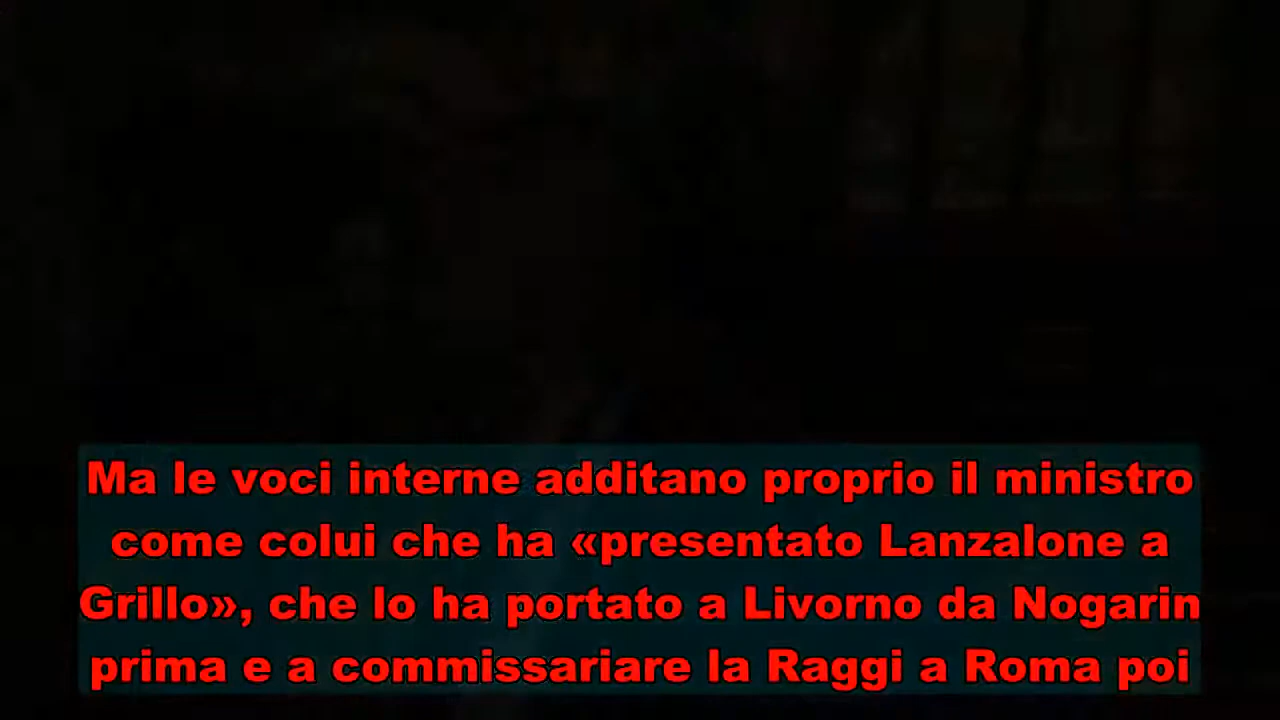 Ma le voci interne additano proprio il ministro
come colui che ha «presentato Lanzalone a
Grillo», che lo ha portato a Livorno da Nogarin
prima e a commissariare la Raggi a Roma poi